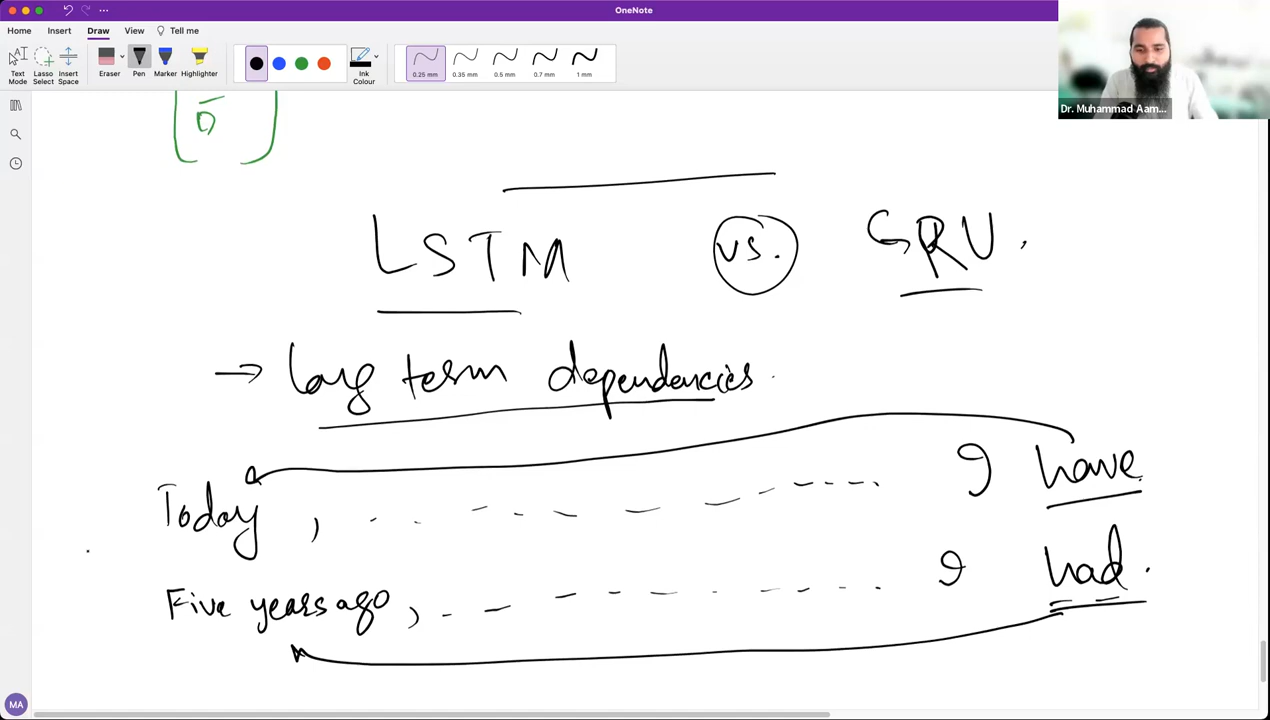 OneNote
Home Insert Draw View Tell me
Text Mode Lasso Select Insert Space Eraser Pen Marker Highlighter Ink Colour 0.25 mm 0.35 mm 0.5 mm 0.7 mm 1 mm
Dr. Muhammad Aam...
D
LSTM vs. GRU.
→ long term dependencies.
Today, I have
Five years ago, I had.
MA